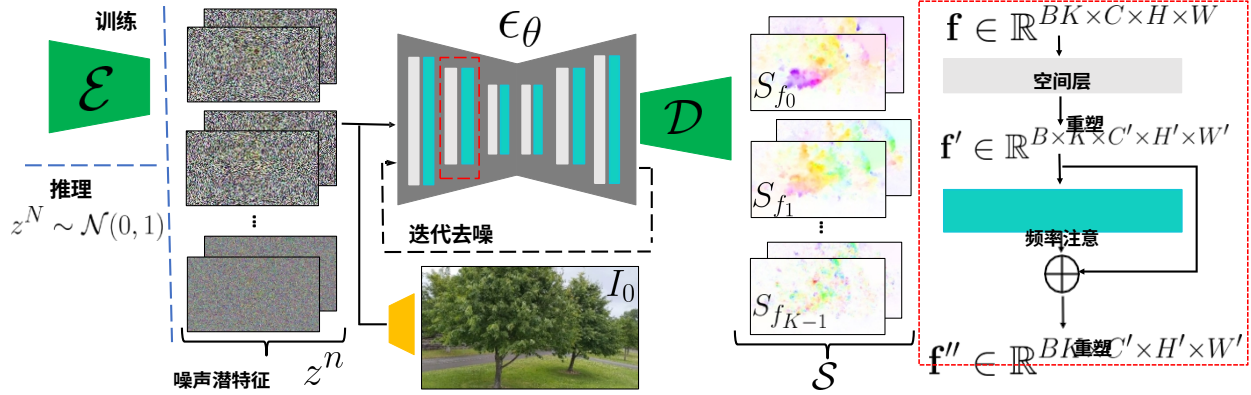 训练
ℰ
推理
z^N ∼ 𝒩(0, 1)
噪声潜特征
z^n
ϵ_θ
迭代去噪
I_0
𝒟
S_{f_0}
S_{f_1}
S_{f_{K−1}}
𝒮
f ∈ ℝ^{BK×C×H×W}
空间层
重塑
f′ ∈ ℝ^{B×K×C′×H′×W′}
频率注意
重塑
f″ ∈ ℝ^{BK×C′×H′×W′}